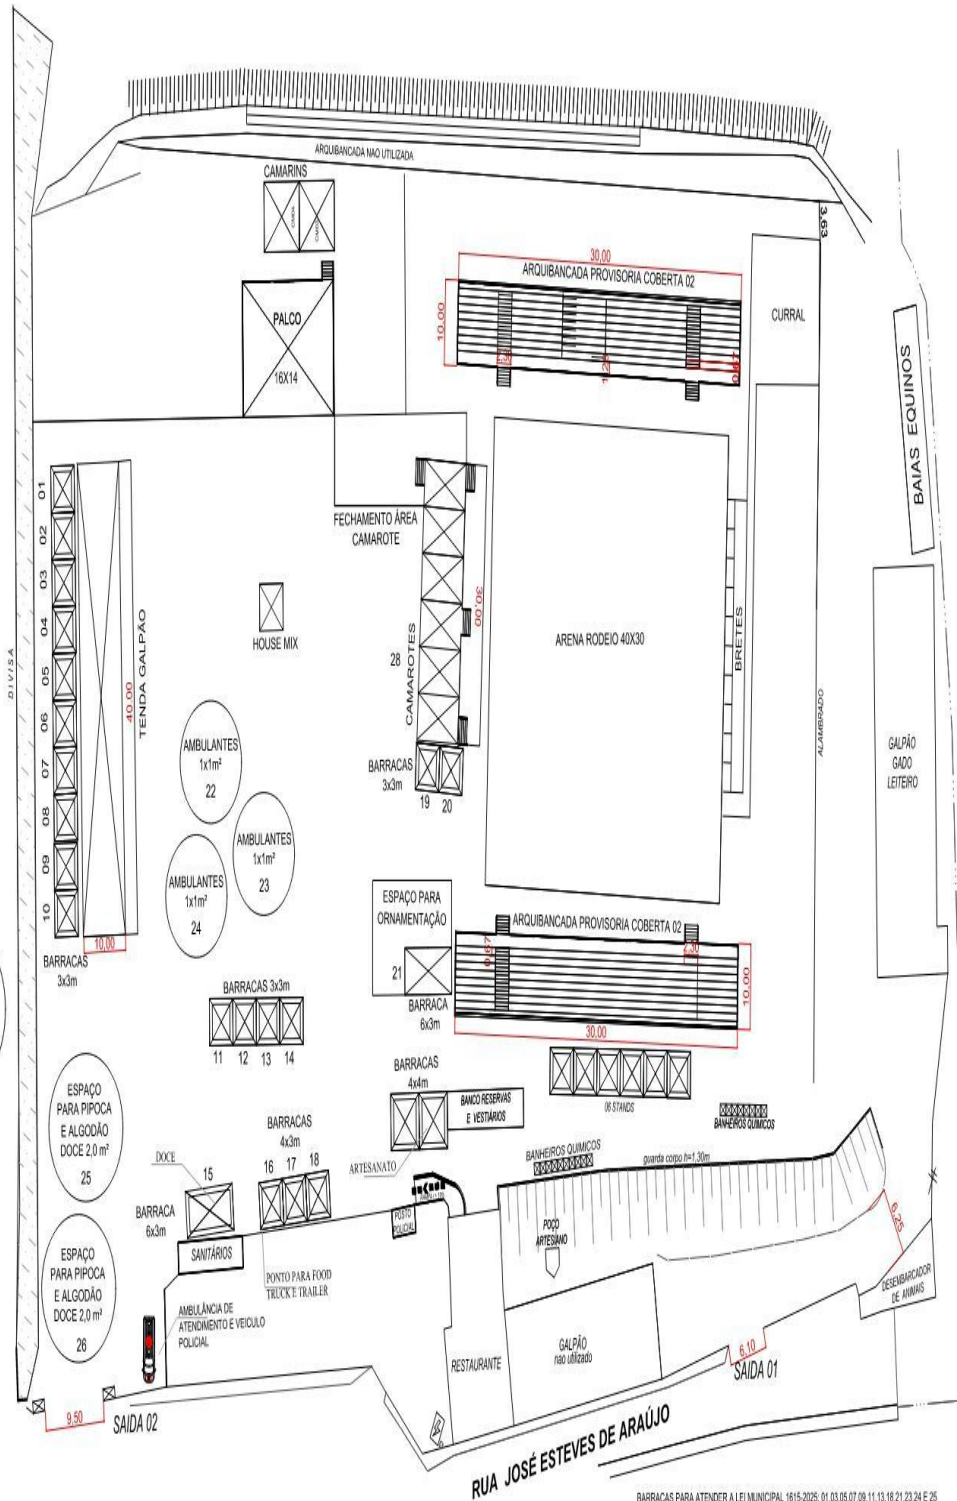 ARQUIBANCADA NAO UTILIZADA
CAMARINS
3,63
30,00
ARQUIBANCADA PROVISORIA COBERTA 02
10,00
CURRAL
PALCO
16X14
BAIAS EQUINOS
01
02
03
04
05
06
07
08
09
10
DIVISA
40,00
TENDA GALPÃO
10,00
BARRACAS
3x3m
FECHAMENTO ÁREA
CAMAROTE
HOUSE MIX
30,00
28
CAMAROTES
BARRACAS
3x3m
19
20
ARENA RODEIO 40X30
BRETES
ALAMBRADO
GALPÃO
GADO
LEITEIRO
AMBULANTES
1x1m²
22
AMBULANTES
1x1m²
23
AMBULANTES
1x1m²
24
ESPAÇO PARA
ORNAMENTAÇÃO
21
BARRACA
6x3m
ARQUIBANCADA PROVISORIA COBERTA 02
0,67
10,00
30,00
BARRACAS 3x3m
11
12
13
14
BARRACAS
4x4m
BANCO RESERVAS
E VESTIÁRIOS
06 STANDS
BANHEIROS QUIMICOS
ESPAÇO
PARA PIPOCA
E ALGODÃO
DOCE 2,0 m²
25
DOCE
15
BARRACAS
4x3m
16
17
18
ARTESANATO
BANHEIROS QUIMICOS
guarda corpo h=1,30m
BARRACA
6x3m
SANITÁRIOS
POSTO
POLICIAL
POÇO
ARTESIANO
6,25
ESPAÇO
PARA PIPOCA
E ALGODÃO
DOCE 2,0 m²
26
PONTO PARA FOOD
TRUCK E TRAILER
AMBULÂNCIA DE
ATENDIMENTO E VEICULO
POLICIAL
DESEMBARCADOR
DE ANIMAIS
RESTAURANTE
GALPÃO
nao utilizado
6,10
SAIDA 01
9,50
SAIDA 02
RUA JOSÉ ESTEVES DE ARAÚJO
BARRACAS PARA ATENDER A LEI MUNICIPAL 1615-2025: 01,03,05,07,09,11,13,18,21,23,24 E 25